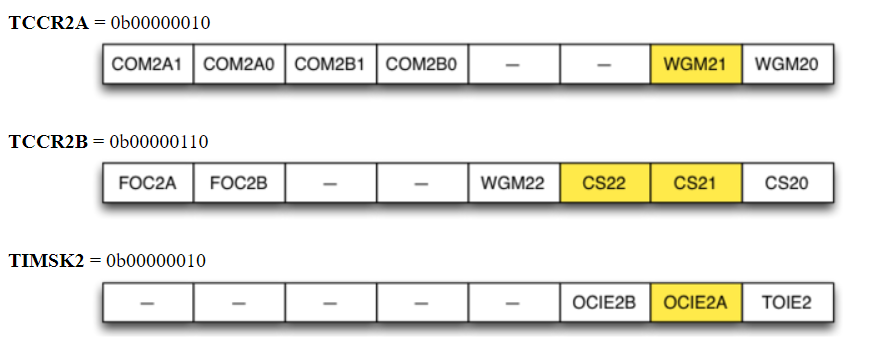 TCCR2A = 0b00000010
COM2A1 COM2A0 COM2B1 COM2B0 — — WGM21 WGM20
TCCR2B = 0b00000110
FOC2A FOC2B — — WGM22 CS22 CS21 CS20
TIMSK2 = 0b00000010
— — — — — OCIE2B OCIE2A TOIE2